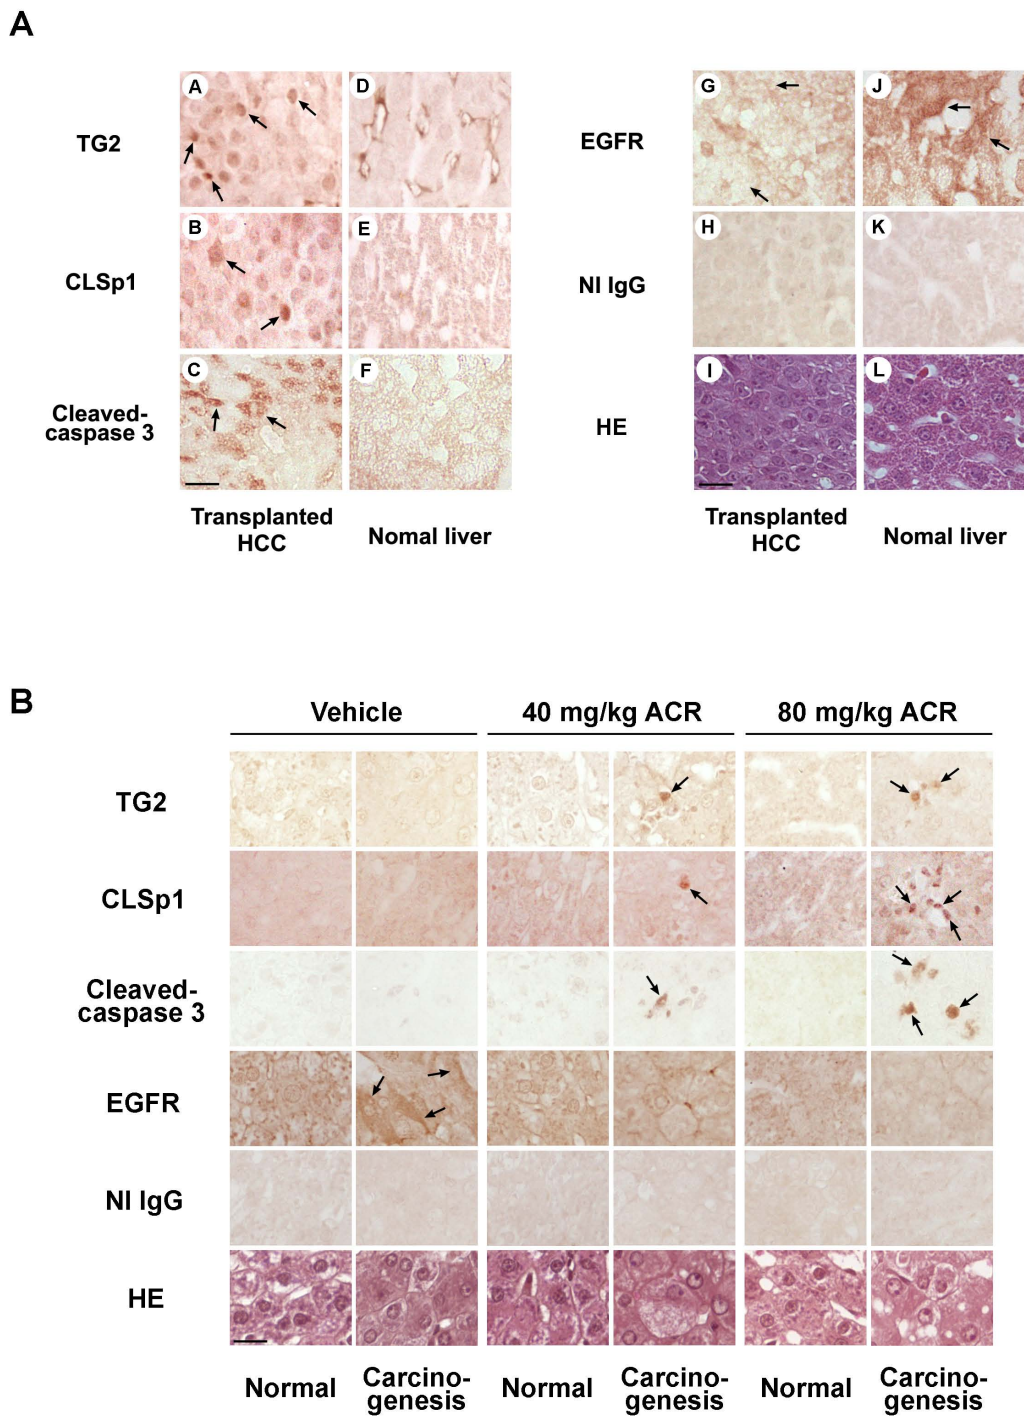 A
A
D
TG2
B
E
CLSp1
C
F
Cleaved-
caspase 3
Transplanted
HCC
Nomal liver
G
J
EGFR
H
K
NI IgG
I
L
HE
Transplanted
HCC
Nomal liver
B
Vehicle
40 mg/kg ACR
80 mg/kg ACR
TG2
CLSp1
Cleaved-
caspase 3
EGFR
NI IgG
HE
Normal
Carcino-
genesis
Normal
Carcino-
genesis
Normal
Carcino-
genesis